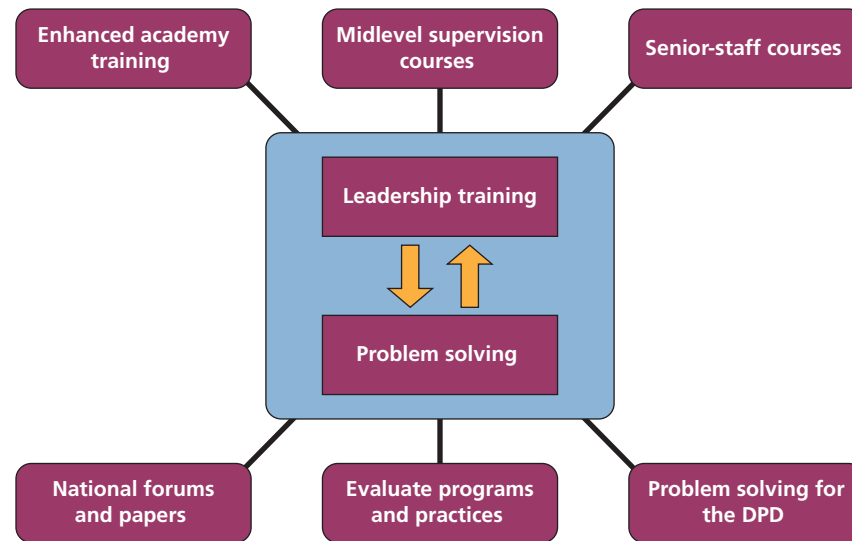 Enhanced academy
training
Midlevel supervision
courses
Senior-staff courses
Leadership training
Problem solving
National forums
and papers
Evaluate programs
and practices
Problem solving for
the DPD